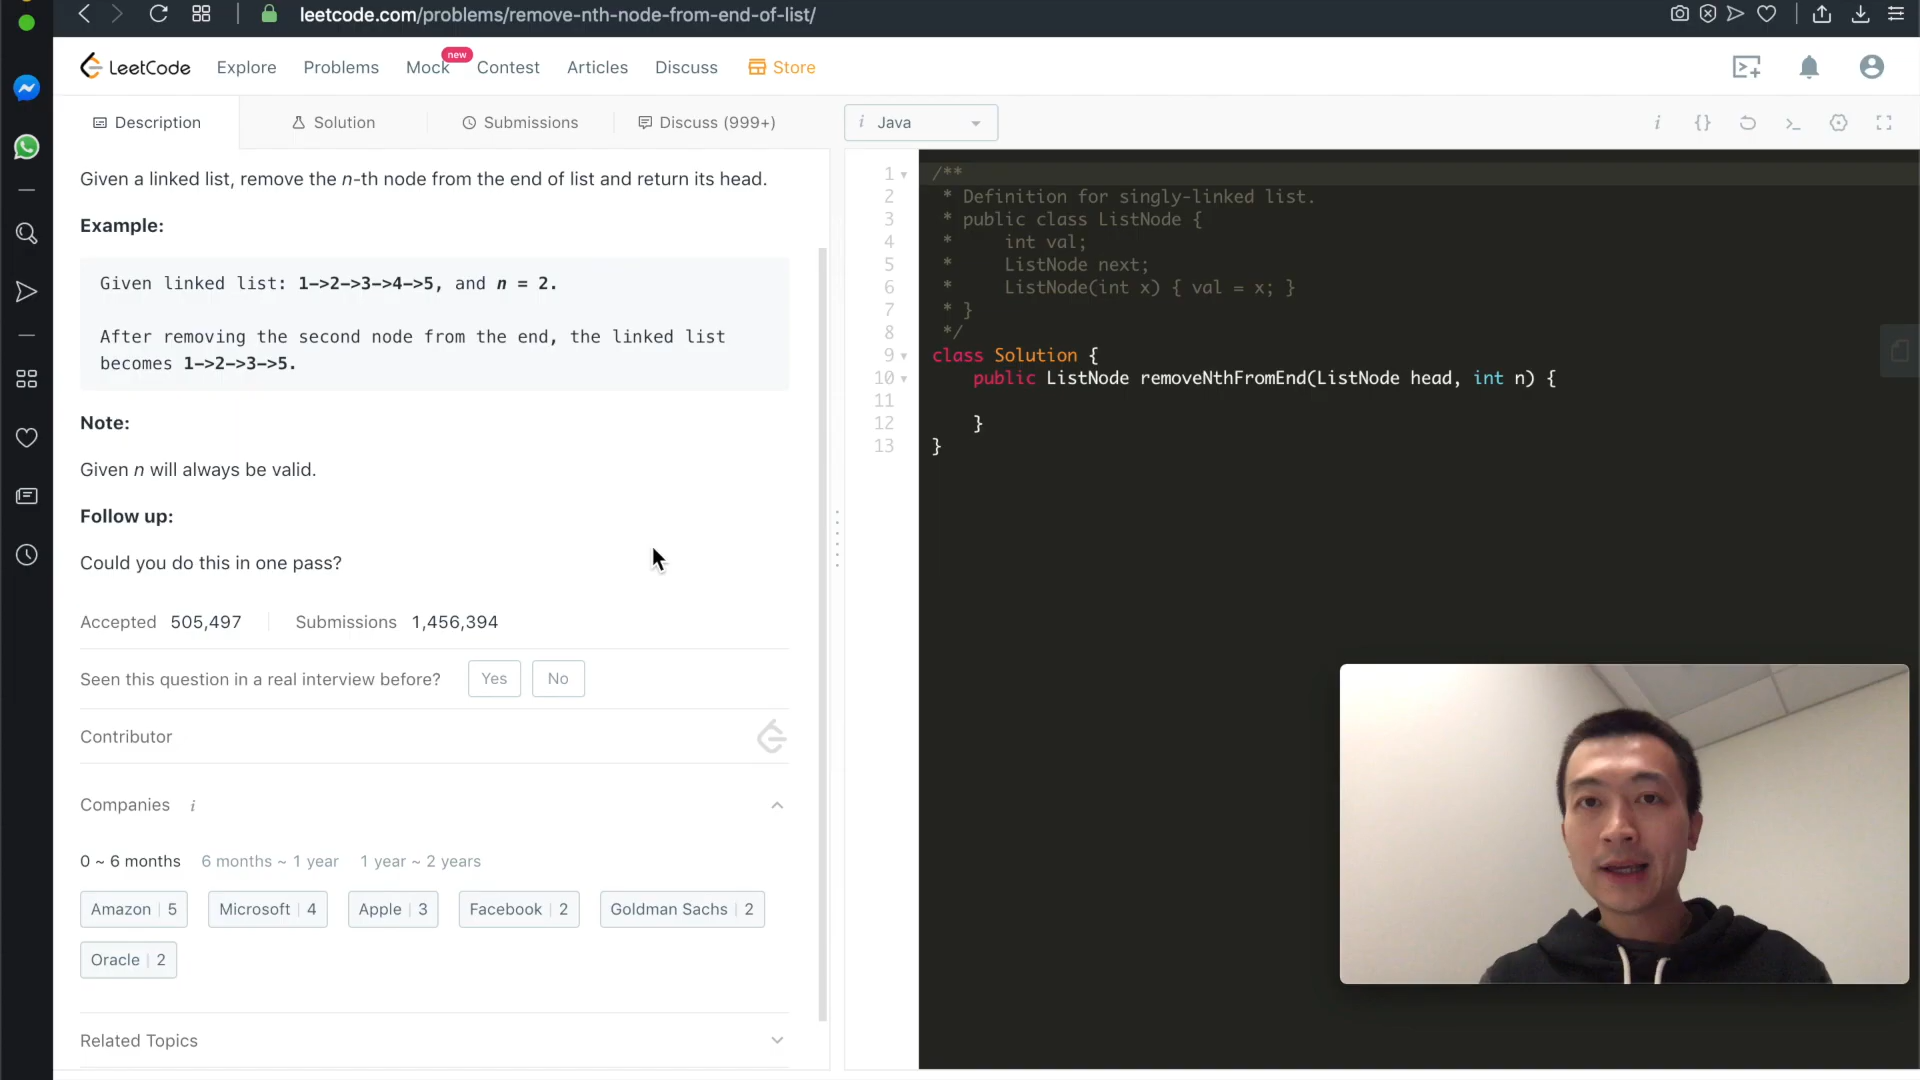 leetcode.com/problems/remove-nth-node-from-end-of-list/
LeetCode
Explore
Problems
Mock
new
Contest
Articles
Discuss
Store
Description
Solution
Submissions
Discuss (999+)
i Java
i {} >_
Given a linked list, remove the n-th node from the end of list and return its head.
Example:
Given linked list: 1->2->3->4->5, and n = 2.
After removing the second node from the end, the linked list
becomes 1->2->3->5.
Note:
Given n will always be valid.
Follow up:
Could you do this in one pass?
Accepted 505,497 Submissions 1,456,394
Seen this question in a real interview before? Yes No
Contributor
Companies i
0 ~ 6 months 6 months ~ 1 year 1 year ~ 2 years
Amazon | 5 Microsoft | 4 Apple | 3 Facebook | 2 Goldman Sachs | 2
Oracle | 2
Related Topics
1 /**
2 * Definition for singly-linked list.
3 * public class ListNode {
4 * int val;
5 * ListNode next;
6 * ListNode(int x) { val = x; }
7 * }
8 */
9 class Solution {
10 public ListNode removeNthFromEnd(ListNode head, int n) {
11
12 }
13 }